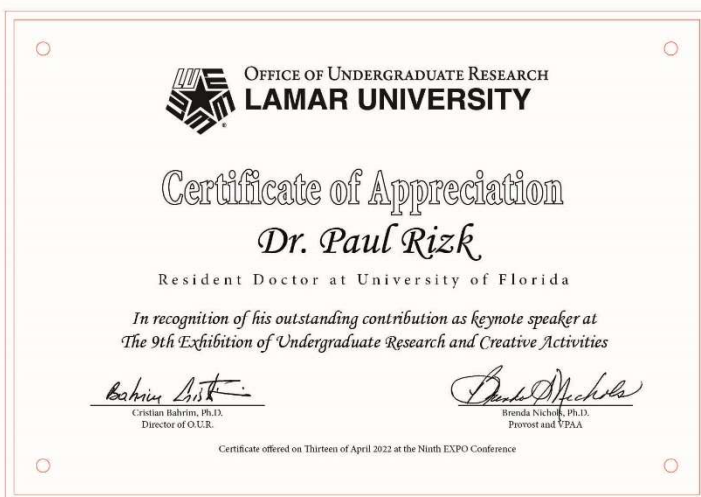 OFFICE OF UNDERGRADUATE RESEARCH
LAMAR UNIVERSITY
Certificate of Appreciation
Dr. Paul Rizk
Resident Doctor at University of Florida
In recognition of his outstanding contribution as keynote speaker at
The 9th Exhibition of Undergraduate Research and Creative Activities
Cristian Bahrim, Ph.D.
Director of O.U.R.
Brenda Nichols, Ph.D.
Provost and VPAA
Certificate offered on Thirteen of April 2022 at the Ninth EXPO Conference